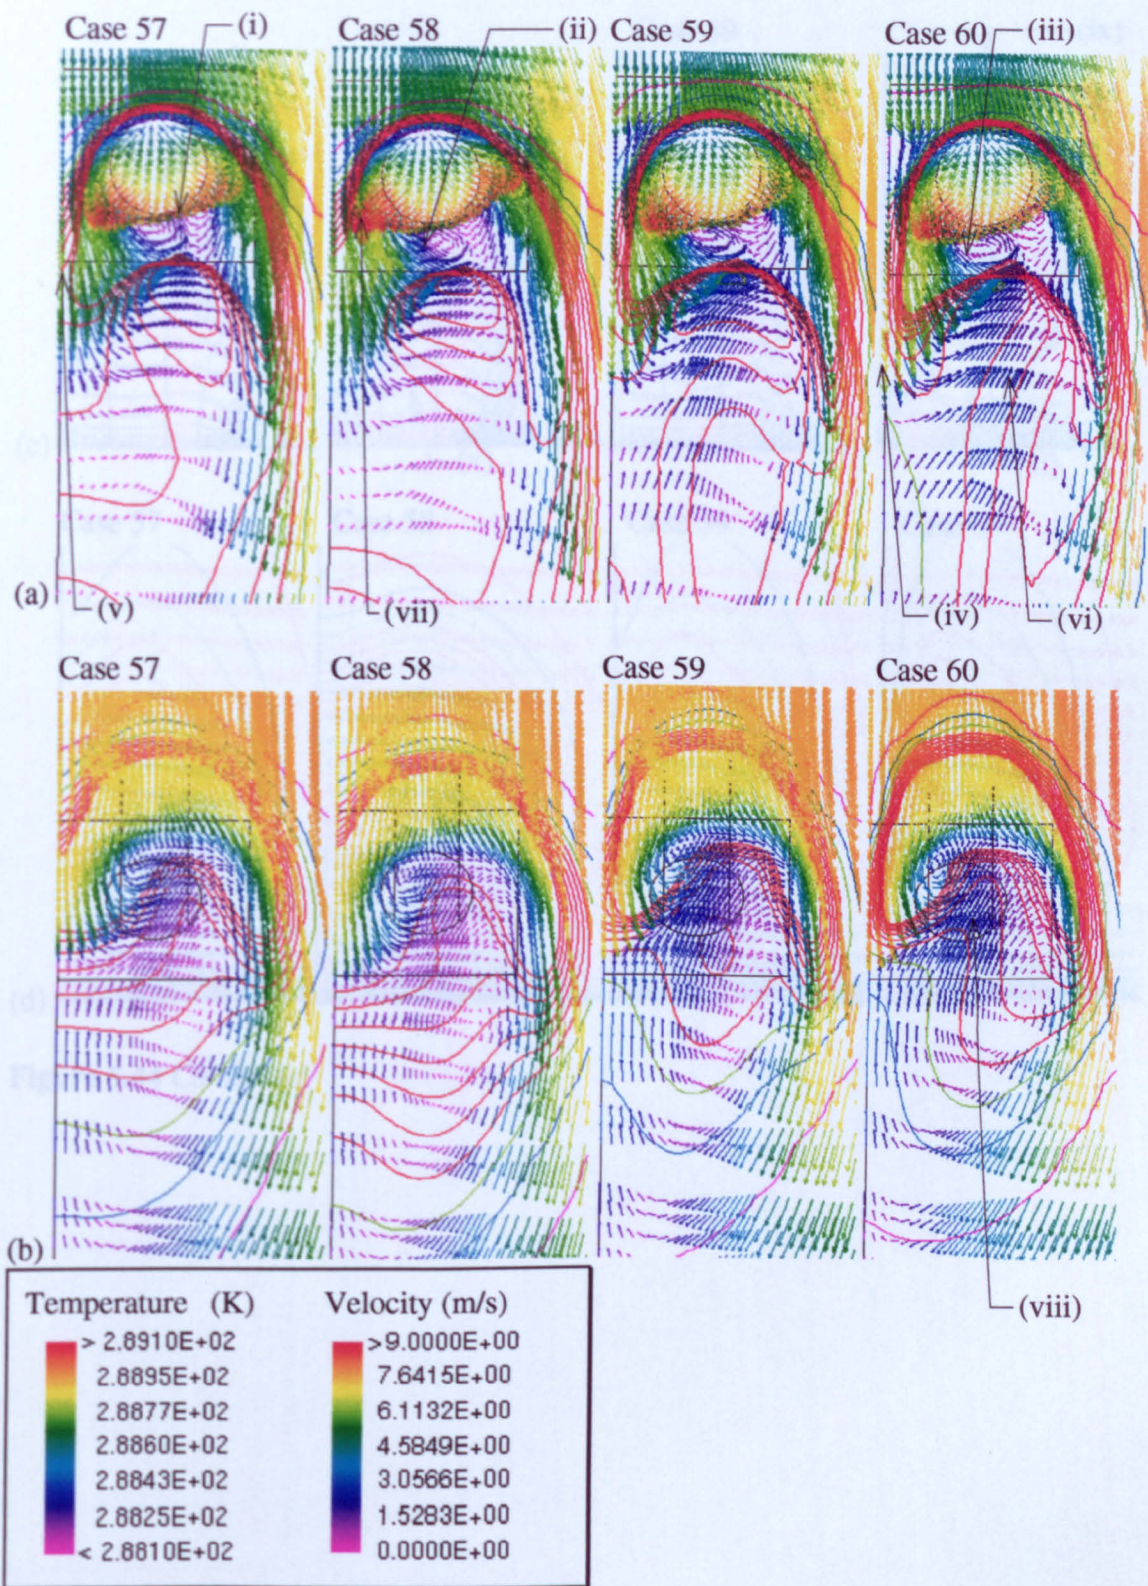 Case 57 (i) Case 58 (ii) Case 59 Case 60 (iii)
(a) (v) (vii) (iv) (vi)
Case 57 Case 58 Case 59 Case 60
(b) (viii)
Temperature (K) Velocity (m/s)
> 2.8910E+02 >9.0000E+00
2.8895E+02 7.6415E+00
2.8877E+02 6.1132E+00
2.8860E+02 4.5849E+00
2.8843E+02 3.0566E+00
2.8825E+02 1.5283E+00
< 2.8810E+02 0.0000E+00